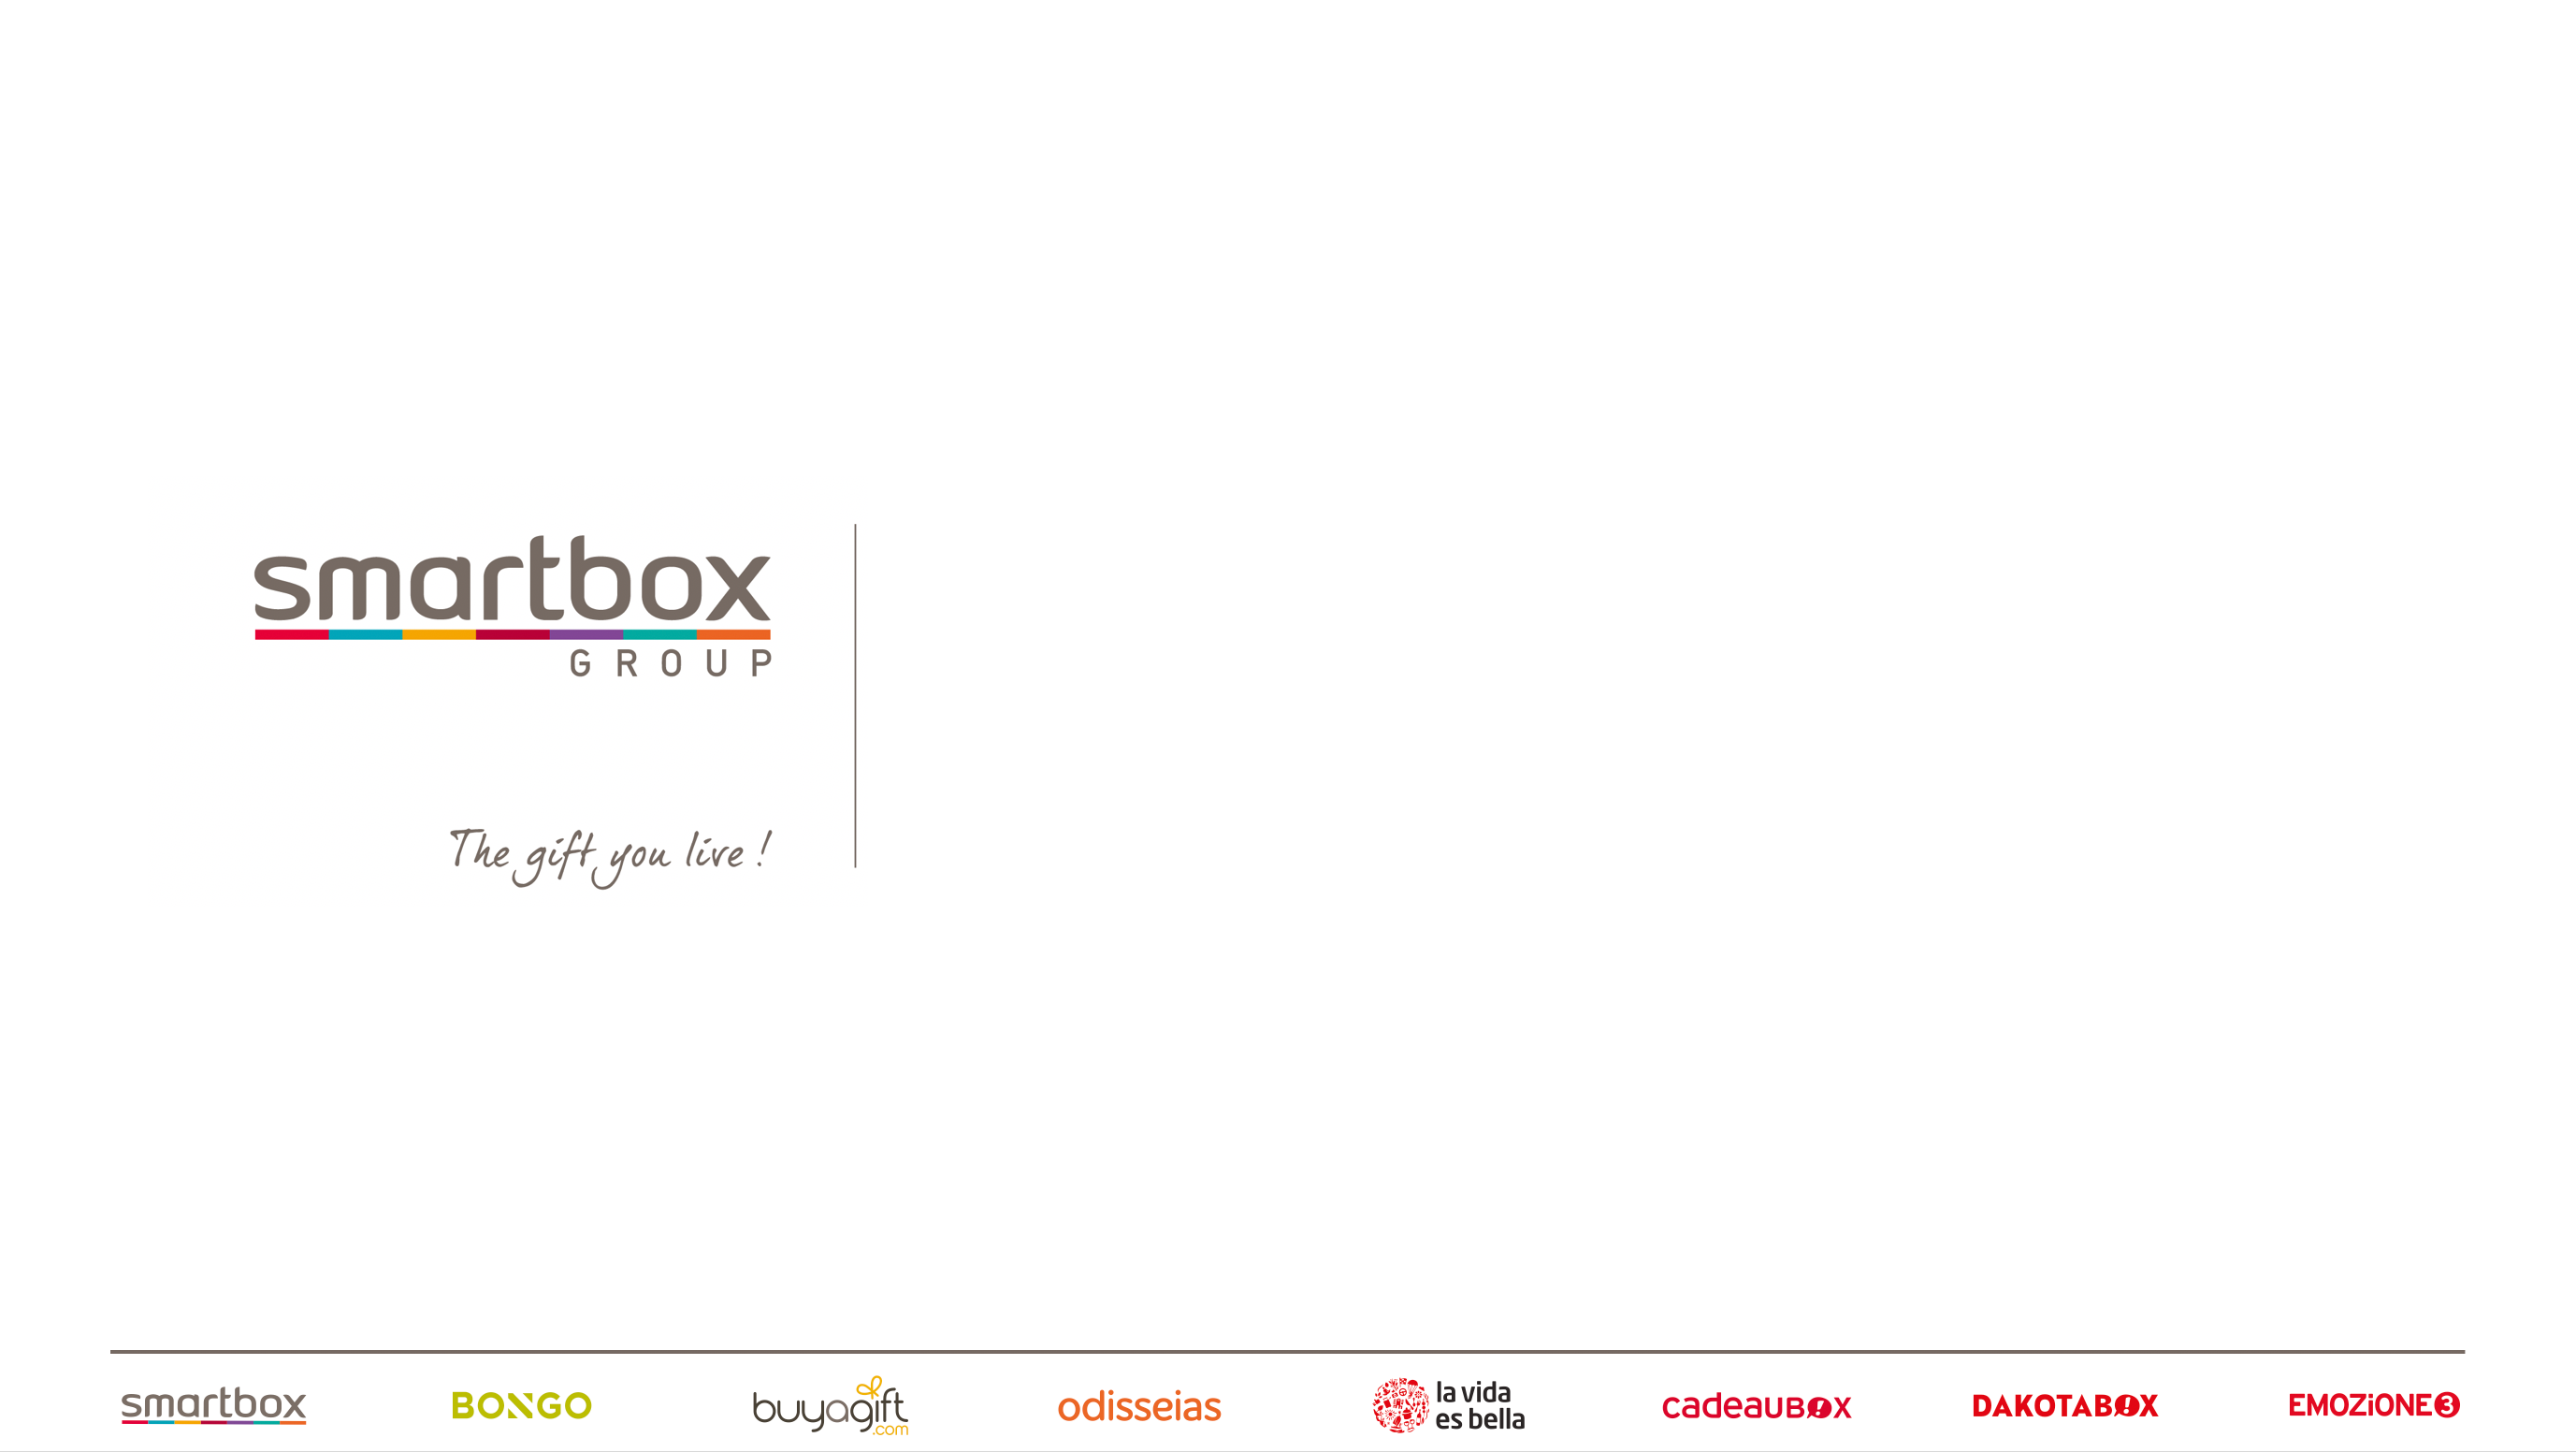 smartbox
GROUP
The gift you live !
smartbox
BONGO
buyagift
.com
odisseias
la vida
es bella
cadeauBOX
DAKOTABOX
EMOZiONE3